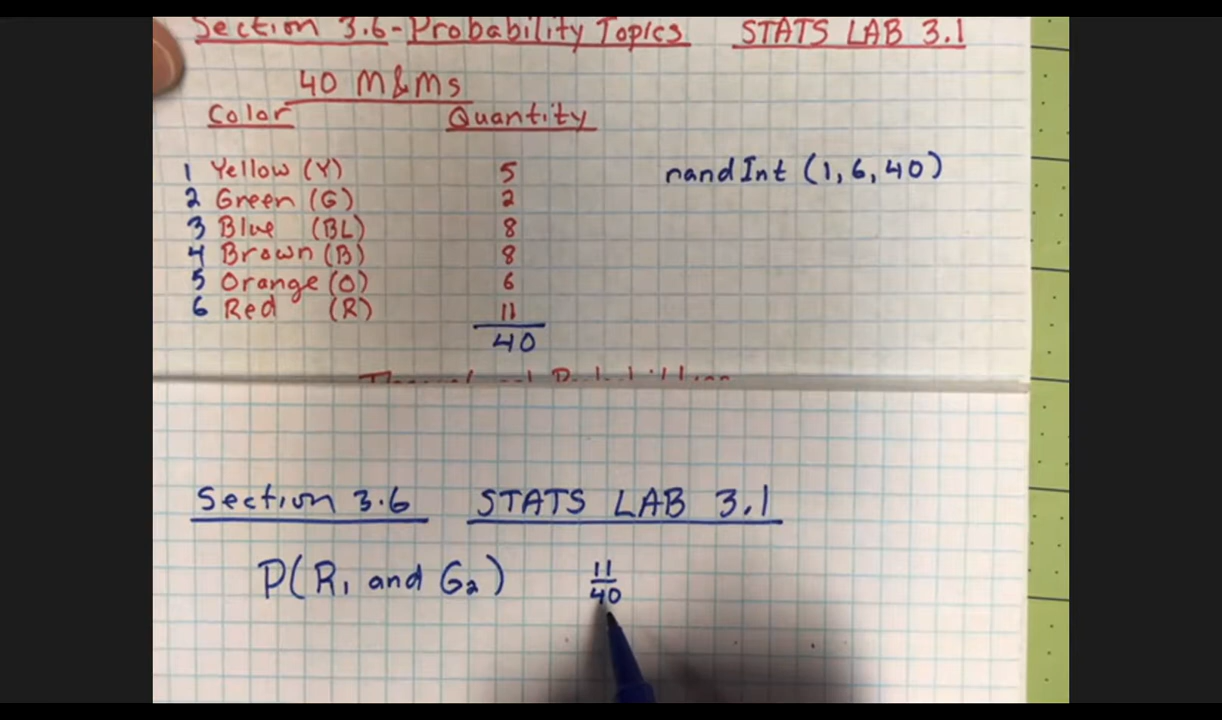 Section 3.6-Probability Topics STATS LAB 3.1
40 M&Ms
Color Quantity
1 Yellow (Y) 5 randInt (1,6,40)
2 Green (G) 2
3 Blue (BL) 8
4 Brown (B) 8
5 Orange (O) 6
6 Red (R) 11
40
Section 3.6 STATS LAB 3.1
P(R₁ and G₂) 11/40